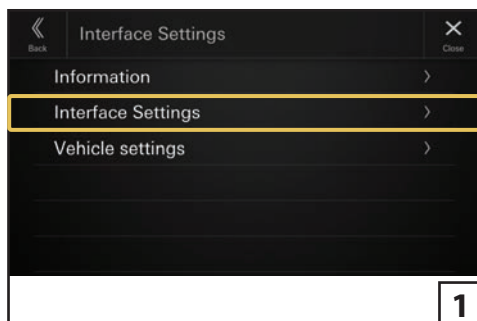 Back
Interface Settings
Close
Information
Interface Settings
Vehicle settings
1